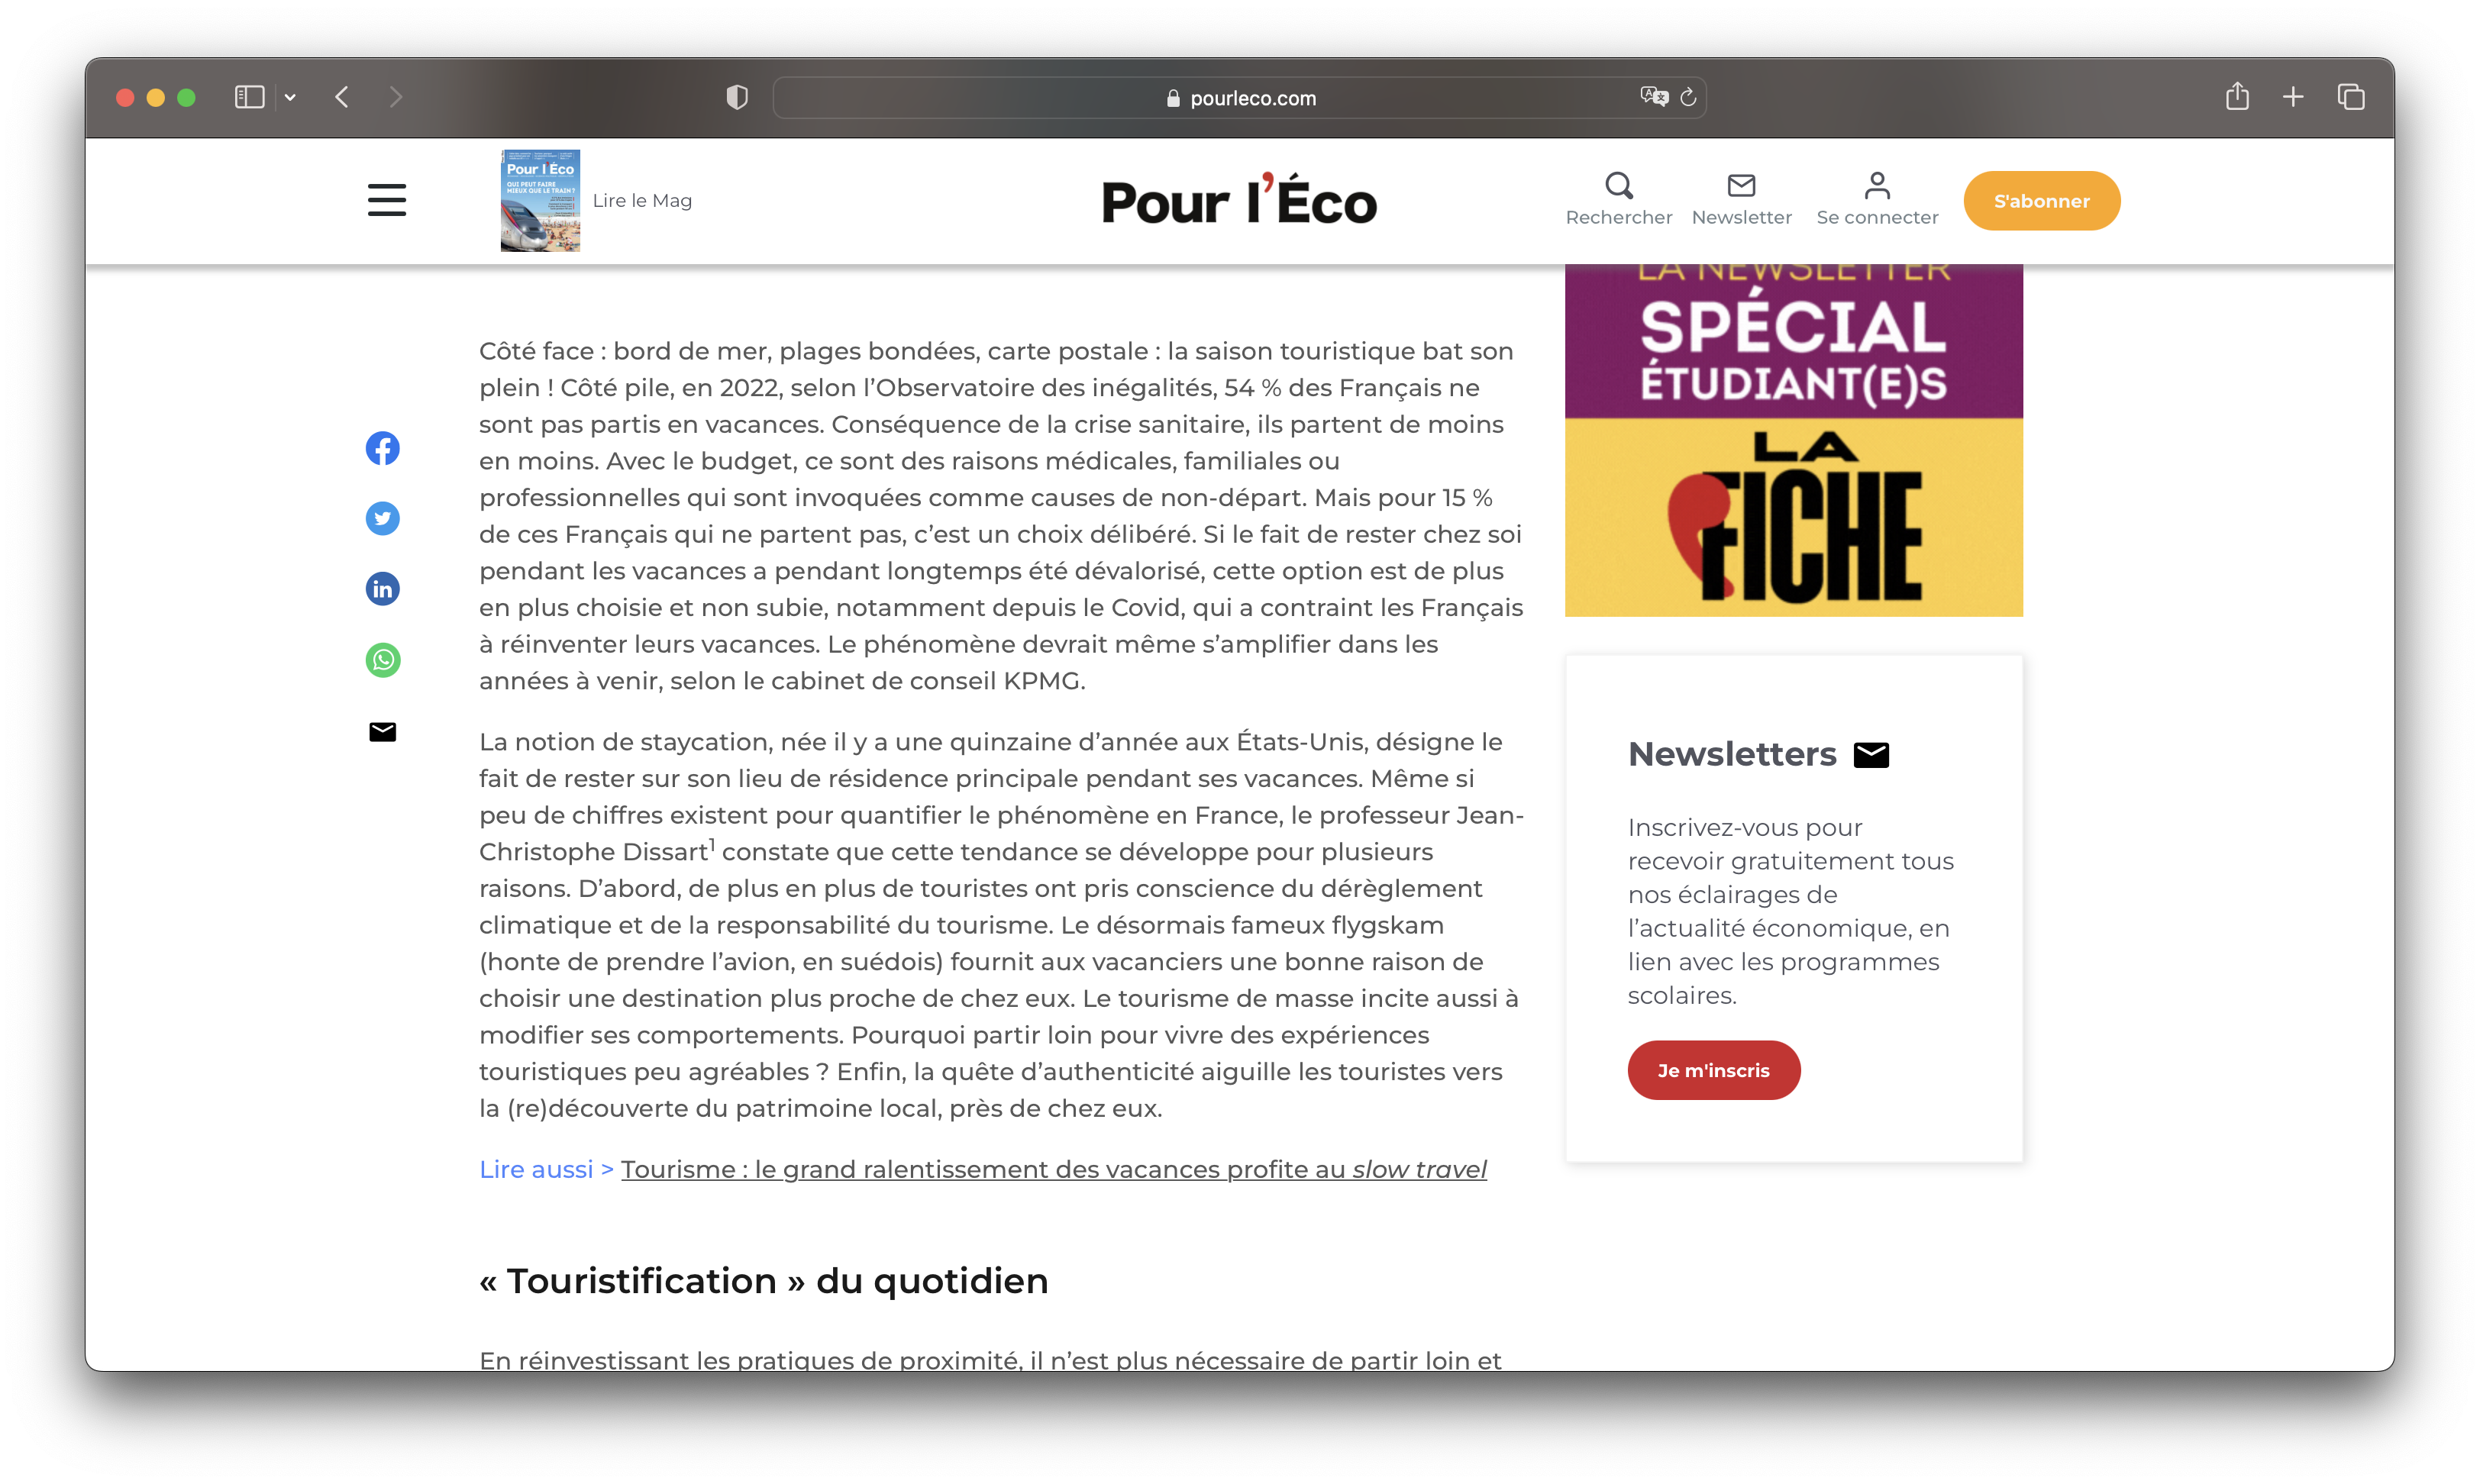 pourleco.com
Pour l'Éco
QUI PEUT FAIRE
MIEUX QUE LE TRAIN ?
Lire le Mag
Pour l'Éco
Rechercher
Newsletter
Se connecter
S'abonner
LA NEWSLETTER
SPÉCIAL
ÉTUDIANT(E)S
LA
FICHE
Côté face : bord de mer, plages bondées, carte postale : la saison touristique bat son
plein ! Côté pile, en 2022, selon l’Observatoire des inégalités, 54 % des Français ne
sont pas partis en vacances. Conséquence de la crise sanitaire, ils partent de moins
en moins. Avec le budget, ce sont des raisons médicales, familiales ou
professionnelles qui sont invoquées comme causes de non-départ. Mais pour 15 %
de ces Français qui ne partent pas, c’est un choix délibéré. Si le fait de rester chez soi
pendant les vacances a pendant longtemps été dévalorisé, cette option est de plus
en plus choisie et non subie, notamment depuis le Covid, qui a contraint les Français
à réinventer leurs vacances. Le phénomène devrait même s’amplifier dans les
années à venir, selon le cabinet de conseil KPMG.
La notion de staycation, née il y a une quinzaine d’année aux États-Unis, désigne le
fait de rester sur son lieu de résidence principale pendant ses vacances. Même si
peu de chiffres existent pour quantifier le phénomène en France, le professeur Jean-
Christophe Dissart1 constate que cette tendance se développe pour plusieurs
raisons. D’abord, de plus en plus de touristes ont pris conscience du dérèglement
climatique et de la responsabilité du tourisme. Le désormais fameux flygskam
(honte de prendre l’avion, en suédois) fournit aux vacanciers une bonne raison de
choisir une destination plus proche de chez eux. Le tourisme de masse incite aussi à
modifier ses comportements. Pourquoi partir loin pour vivre des expériences
touristiques peu agréables ? Enfin, la quête d’authenticité aiguille les touristes vers
la (re)découverte du patrimoine local, près de chez eux.
Lire aussi > Tourisme : le grand ralentissement des vacances profite au slow travel
« Touristification » du quotidien
En réinvestissant les pratiques de proximité, il n’est plus nécessaire de partir loin et
Newsletters
Inscrivez-vous pour
recevoir gratuitement tous
nos éclairages de
l’actualité économique, en
lien avec les programmes
scolaires.
Je m'inscris